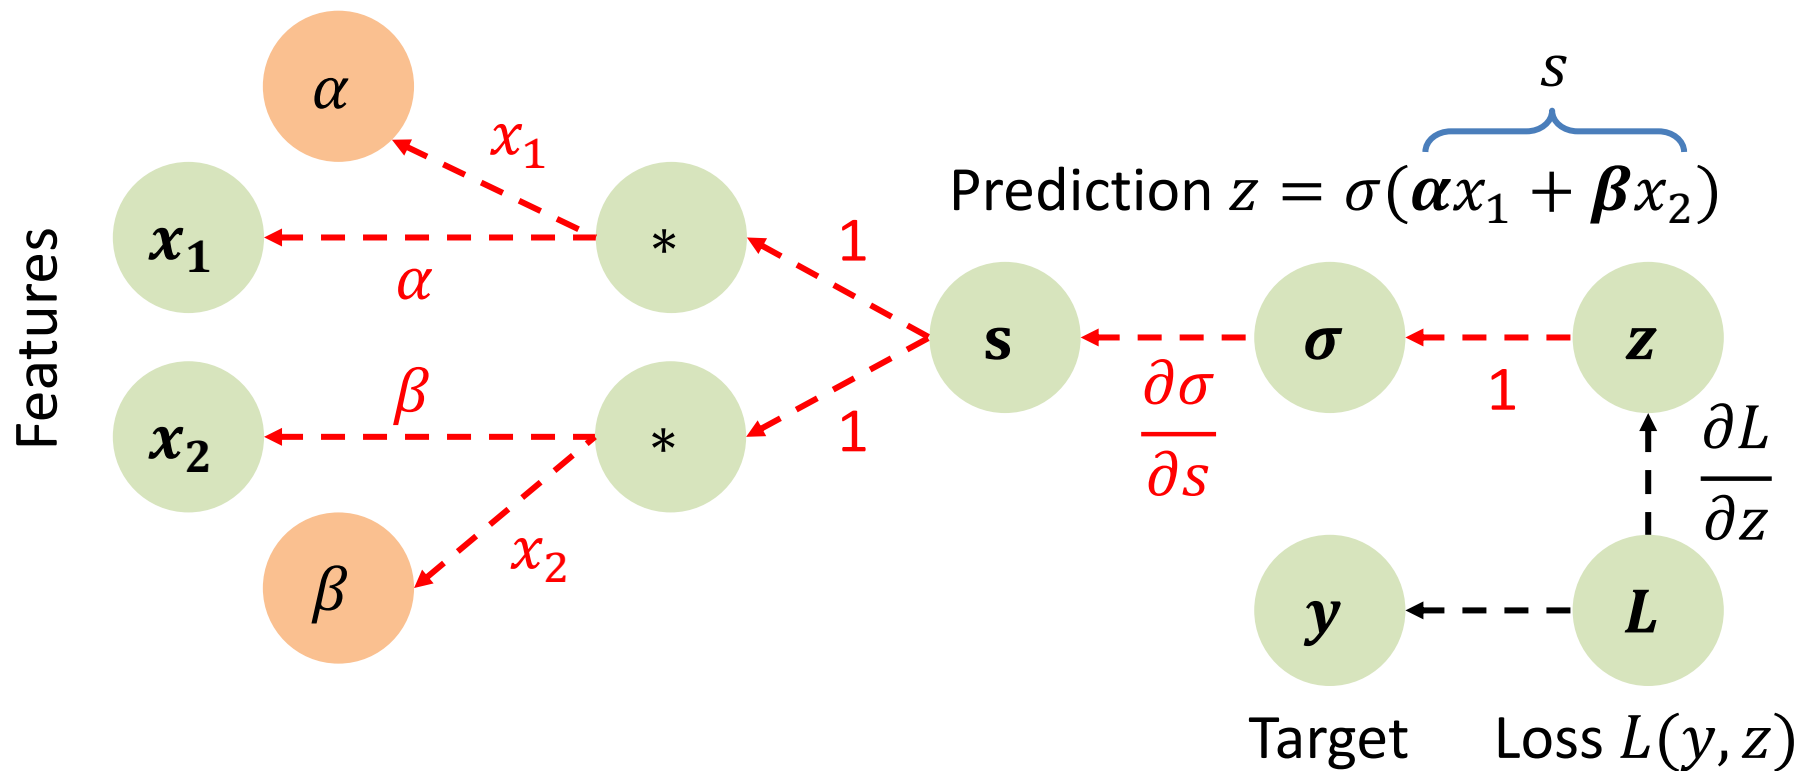 α
x₁
s
Prediction z = σ(αx₁ + βx₂)
Features
x₁
α
*
1
s
∂σ/∂s
σ
1
z
∂L/∂z
x₂
β
*
1
β
x₂
y
L
Target
Loss L(y, z)